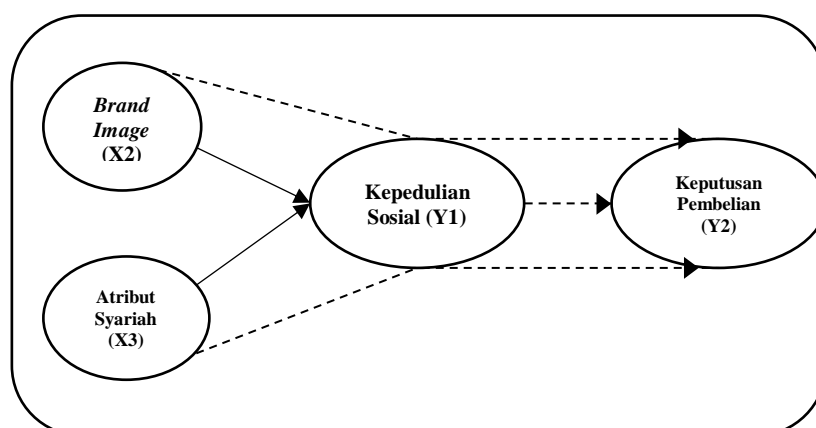 Brand
Image
(X2)
Kepedulian
Sosial (Y1)
Keputusan
Pembelian
(Y2)
Atribut
Syariah
(X3)